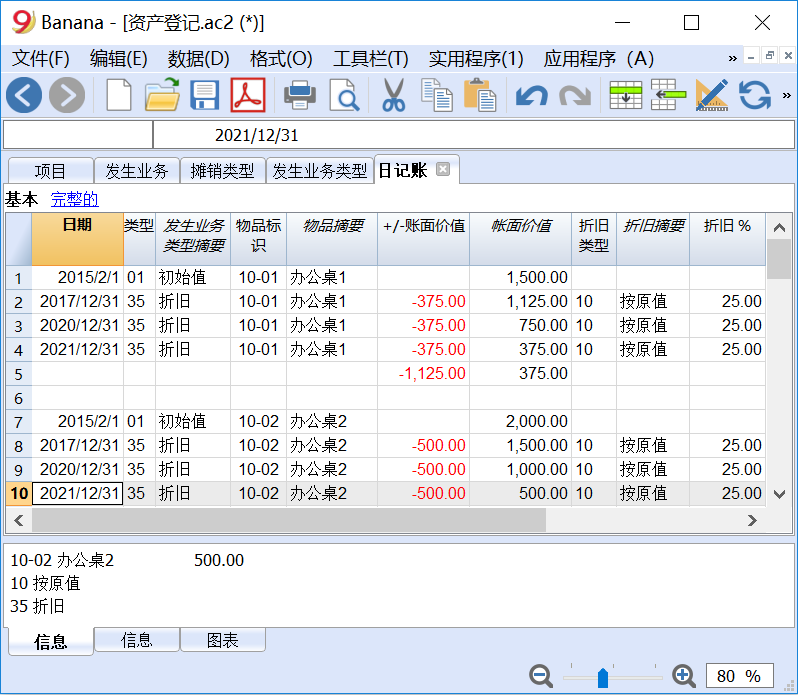 Banana - [资产登记.ac2 (*)]
文件(F) 编辑(E) 数据(D) 格式(O) 工具栏(T) 实用程序(1) 应用程序 (A) »
»
2021/12/31
项目 发生业务 摊销类型 发生业务类型 日记账
基本 完整的
日期 类型 发生业务类型摘要 物品标识 物品摘要 +/-账面价值 帐面价值 折旧类型 折旧摘要 折旧 %
1 2015/2/1 01 初始值 10-01 办公桌1 1,500.00
2 2017/12/31 35 折旧 10-01 办公桌1 -375.00 1,125.00 10 按原值 25.00
3 2020/12/31 35 折旧 10-01 办公桌1 -375.00 750.00 10 按原值 25.00
4 2021/12/31 35 折旧 10-01 办公桌1 -375.00 375.00 10 按原值 25.00
5 -1,125.00 375.00
6
7 2015/2/1 01 初始值 10-02 办公桌2 2,000.00
8 2017/12/31 35 折旧 10-02 办公桌2 -500.00 1,500.00 10 按原值 25.00
9 2020/12/31 35 折旧 10-02 办公桌2 -500.00 1,000.00 10 按原值 25.00
10 2021/12/31 35 折旧 10-02 办公桌2 -500.00 500.00 10 按原值 25.00
10-02 办公桌2 500.00
10 按原值
35 折旧
信息 信息 图表
80 %